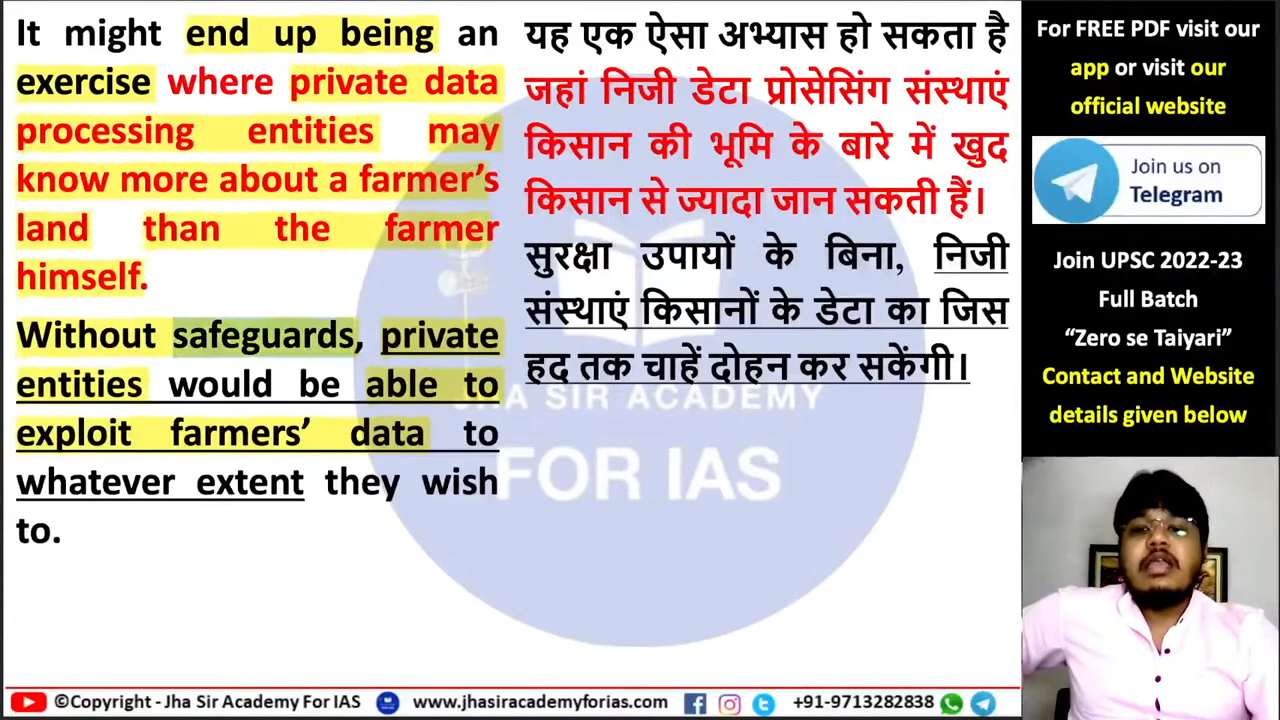 It might end up being an
exercise where private data
processing entities may
know more about a farmer's
land than the farmer
himself.
Without safeguards, private
entities would be able to
exploit farmers' data to
whatever extent they wish
to.
यह एक ऐसा अभ्यास हो सकता है
जहां निजी डेटा प्रोसेसिंग संस्थाएं
किसान की भूमि के बारे में खुद
किसान से ज्यादा जान सकती हैं।
सुरक्षा उपायों के बिना, निजी
संस्थाएं किसानों के डेटा का जिस
हद तक चाहें दोहन कर सकेंगी।
JHA SIR ACADEMY
FOR IAS
For FREE PDF visit our
app or visit our
official website
Join us on
Telegram
Join UPSC 2022-23
Full Batch
"Zero se Taiyari"
Contact and Website
details given below
©Copyright - Jha Sir Academy For IAS www.jhasiracademyforias.com +91-9713282838